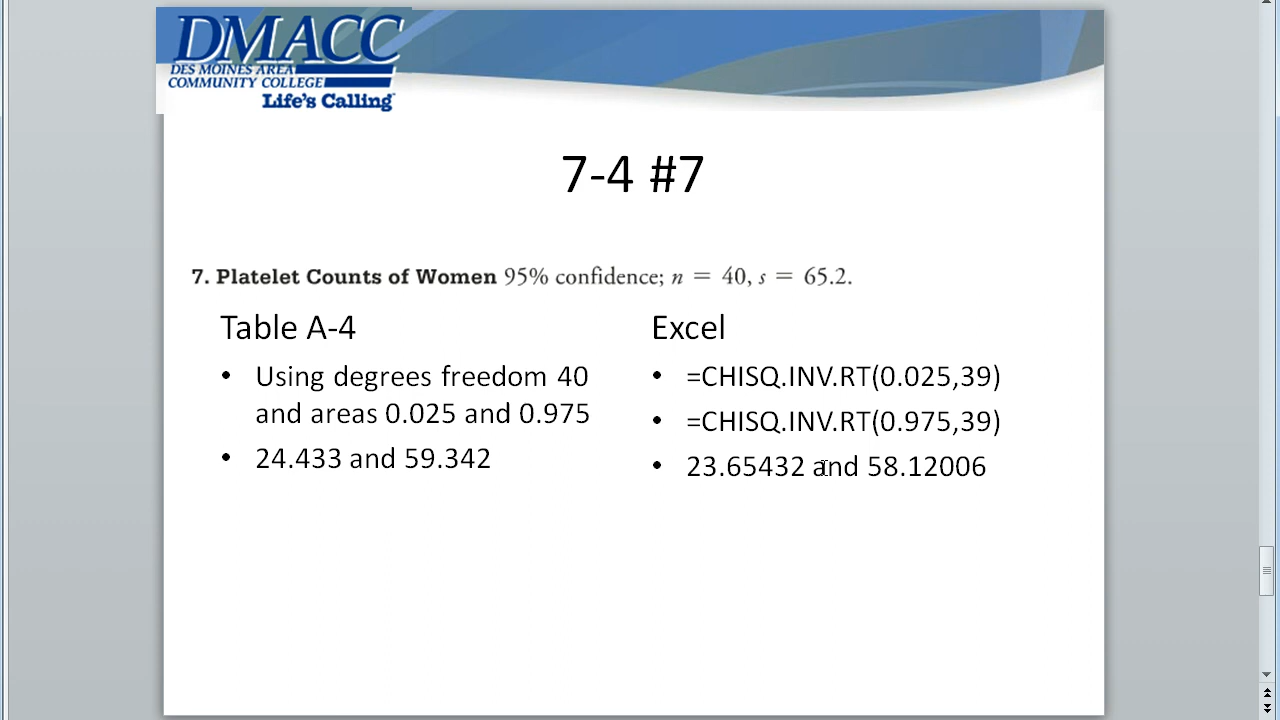 DMACC
DES MOINES AREA
COMMUNITY COLLEGE
Life's Calling
7-4 #7
7. Platelet Counts of Women 95% confidence; n = 40, s = 65.2.
Table A-4
• Using degrees freedom 40
and areas 0.025 and 0.975
• 24.433 and 59.342
Excel
• =CHISQ.INV.RT(0.025,39)
• =CHISQ.INV.RT(0.975,39)
• 23.65432 and 58.12006